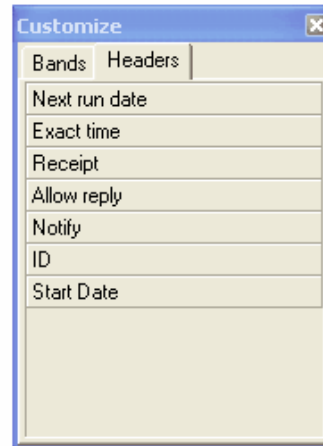 Customize
Bands Headers
Next run date
Exact time
Receipt
Allow reply
Notify
ID
Start Date